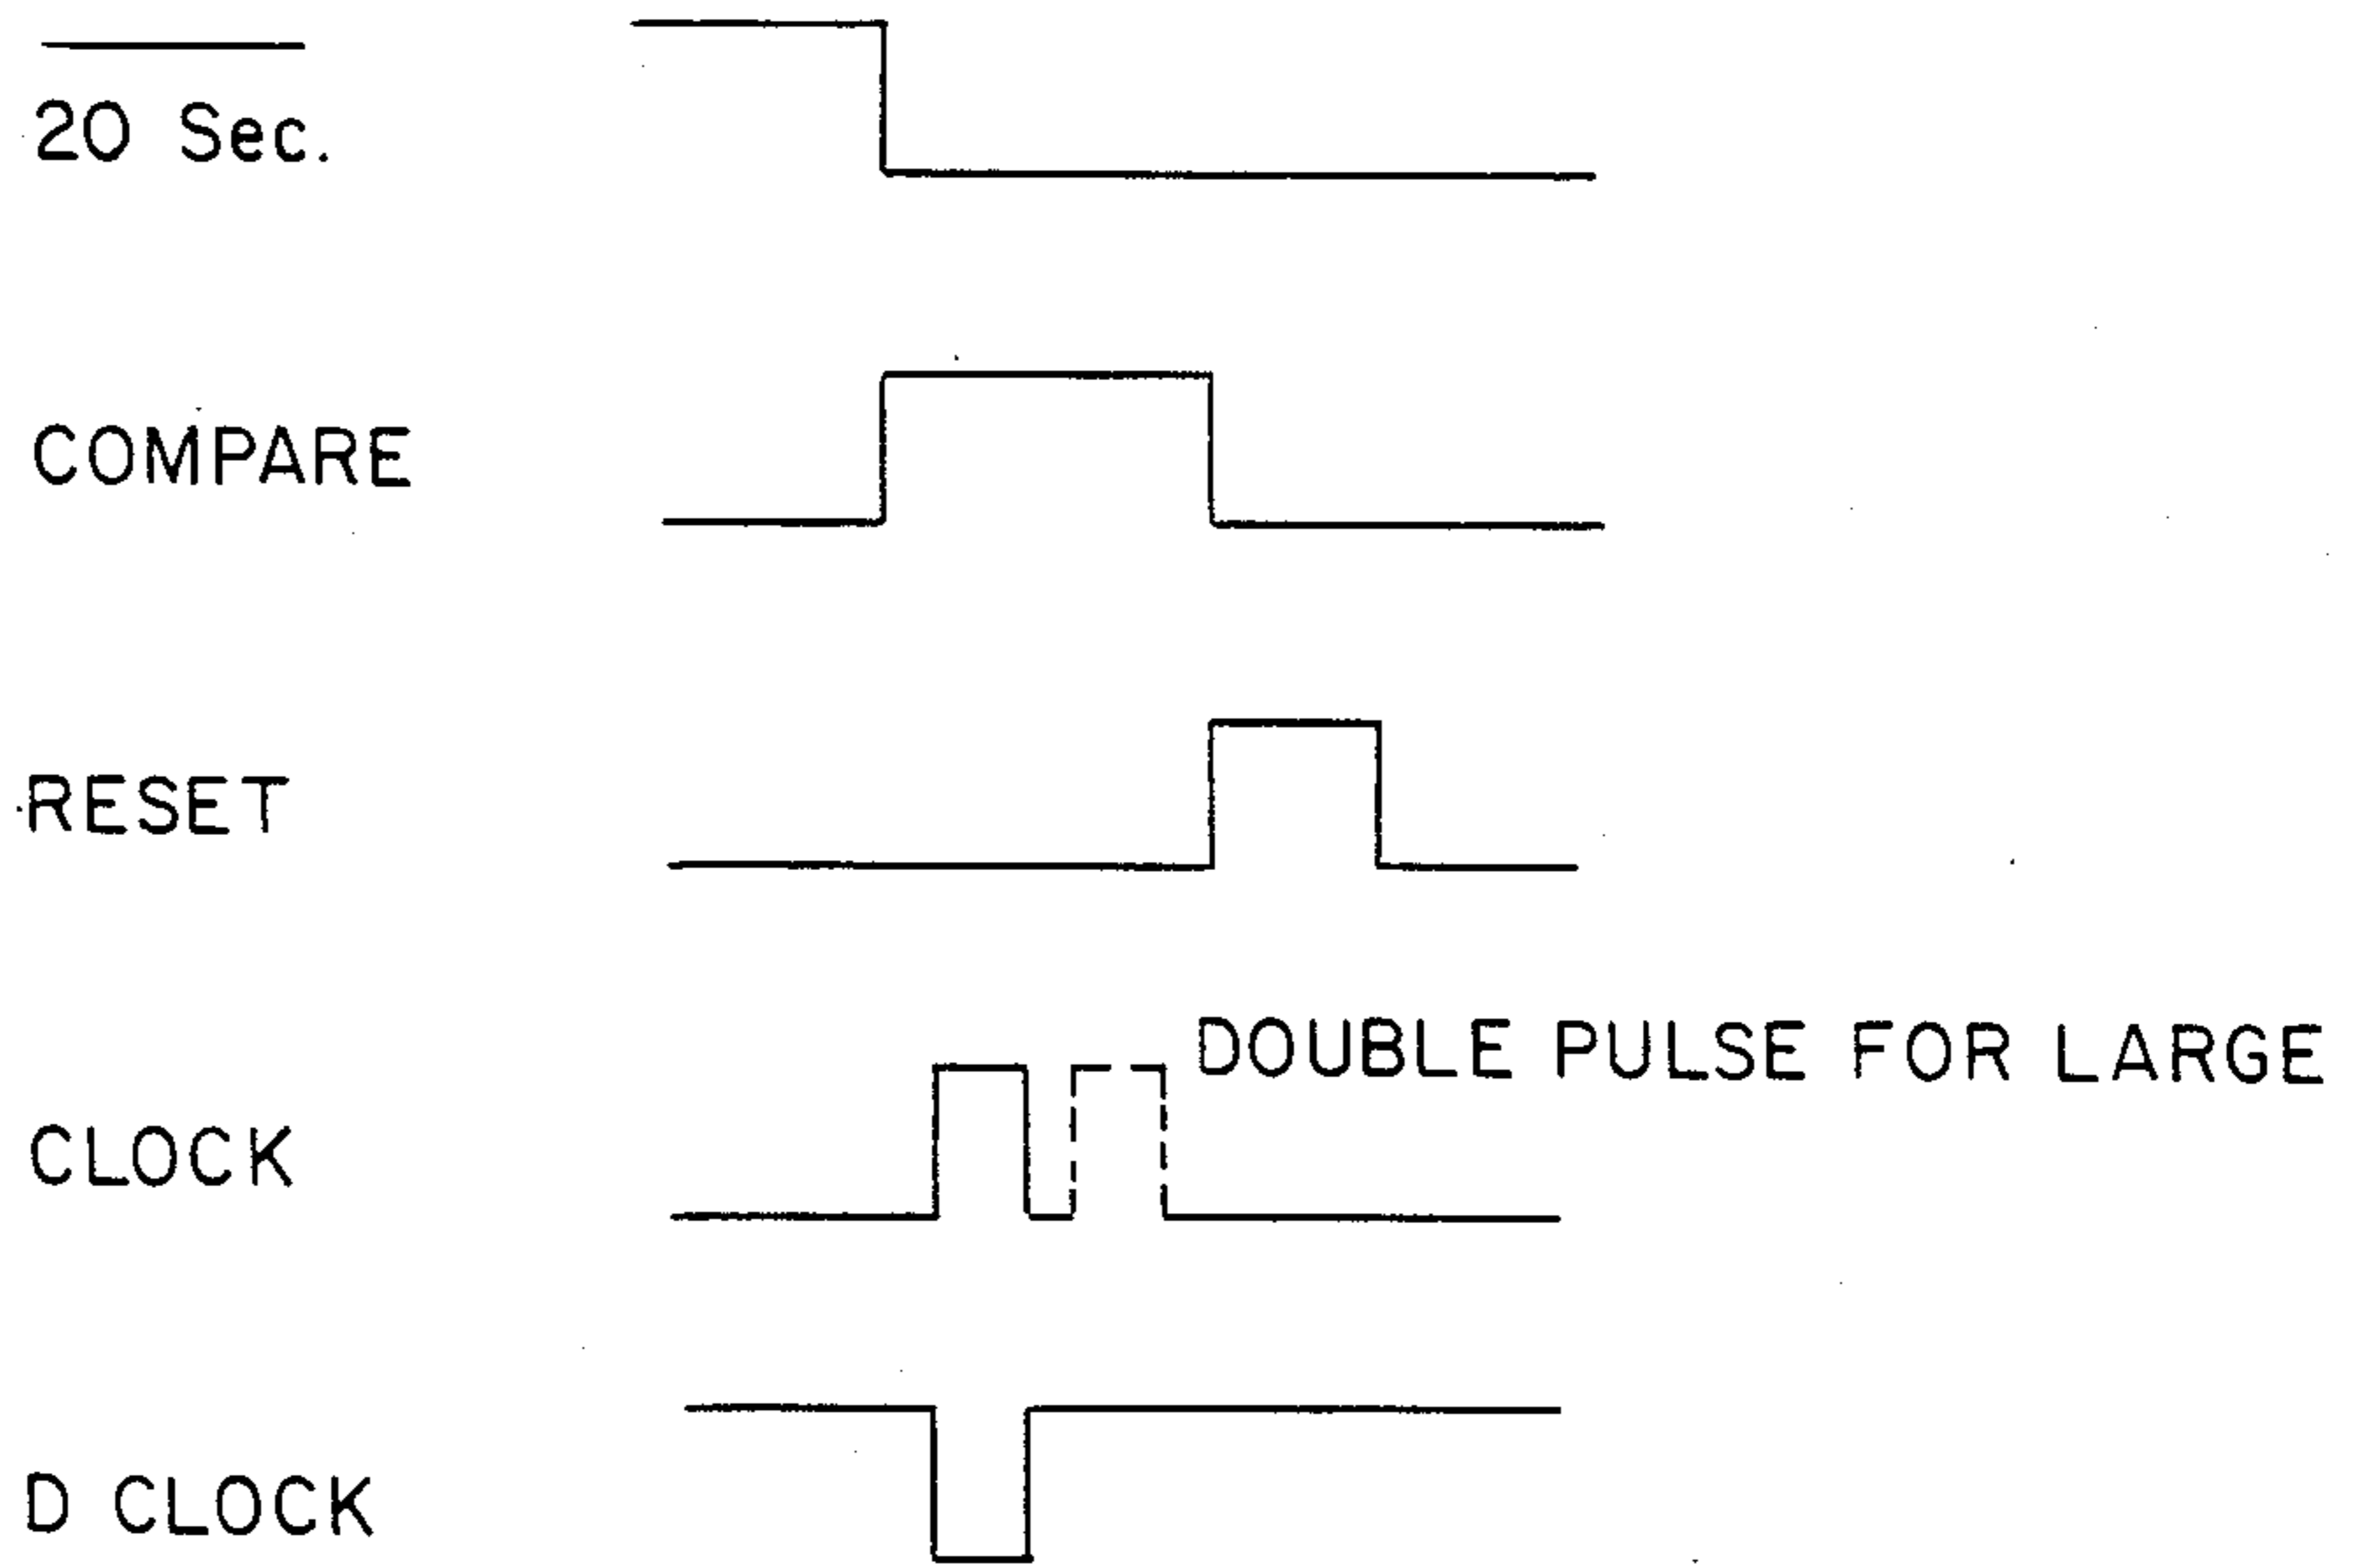 20 Sec.
COMPARE
RESET
DOUBLE PULSE FOR LARGE
CLOCK
D CLOCK